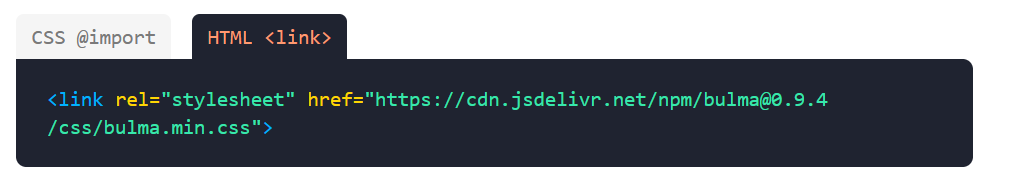 CSS @import
HTML <link>
<link rel="stylesheet" href="https://cdn.jsdelivr.net/npm/bulma@0.9.4
/css/bulma.min.css">